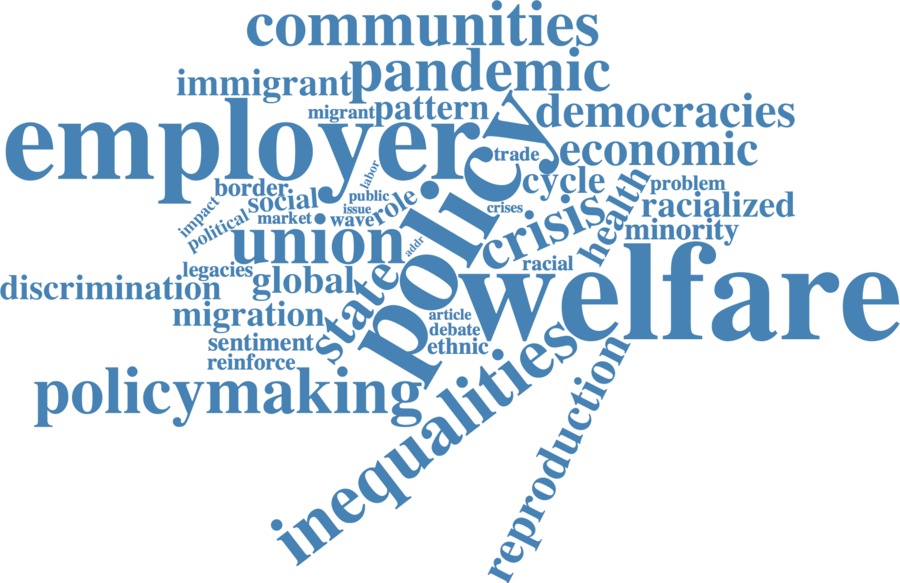 communities
immigrant pandemic
migrant pattern democracies
employer policy
trade economic
labor cycle health problem
border social public role crises crisis racialized
impact political market issue wave minority
union addr
legacies racial welfare
discrimination global state
migration article
sentiment debate
reinforce ethnic
policymaking inequalities reproduction